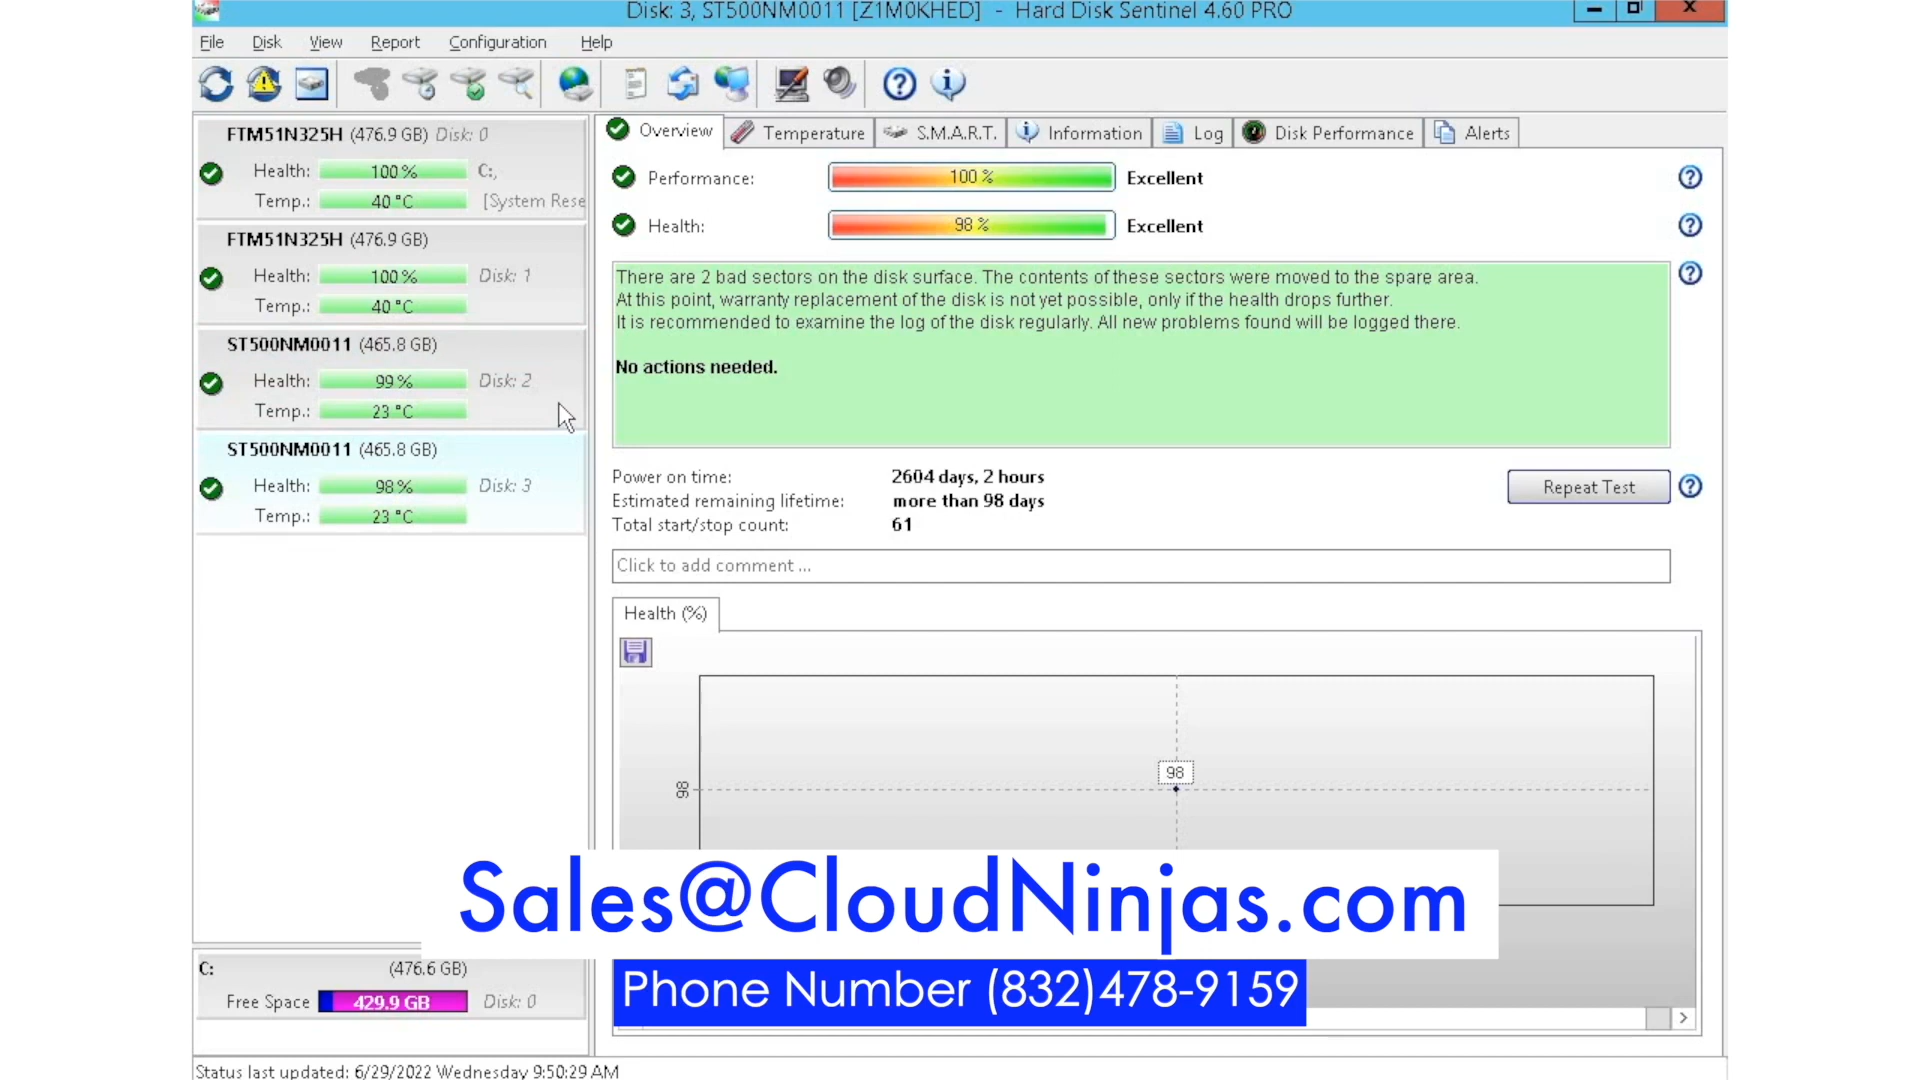 Disk: 3, ST500NM0011 [Z1M0KHED] - Hard Disk Sentinel 4.60 PRO
File Disk View Report Configuration Help
FTM51N325H (476.9 GB) Disk: 0
Health: 100 % C:,
Temp.: 40 °C [System Rese
FTM51N325H (476.9 GB)
Health: 100 % Disk: 1
Temp.: 40 °C
ST500NM0011 (465.8 GB)
Health: 99 % Disk: 2
Temp.: 23 °C
ST500NM0011 (465.8 GB)
Health: 98 % Disk: 3
Temp.: 23 °C
C: (476.6 GB)
Free Space 429.9 GB Disk: 0
Overview Temperature S.M.A.R.T. Information Log Disk Performance Alerts
Performance: 100 % Excellent
Health: 98 % Excellent
There are 2 bad sectors on the disk surface. The contents of these sectors were moved to the spare area.
At this point, warranty replacement of the disk is not yet possible, only if the health drops further.
It is recommended to examine the log of the disk regularly. All new problems found will be logged there.
No actions needed.
Power on time: 2604 days, 2 hours
Estimated remaining lifetime: more than 98 days
Total start/stop count: 61
Repeat Test
Click to add comment ...
Health (%)
98
98
Sales@CloudNinjas.com
Phone Number (832)478-9159
Status last updated: 6/29/2022 Wednesday 9:50:29 AM